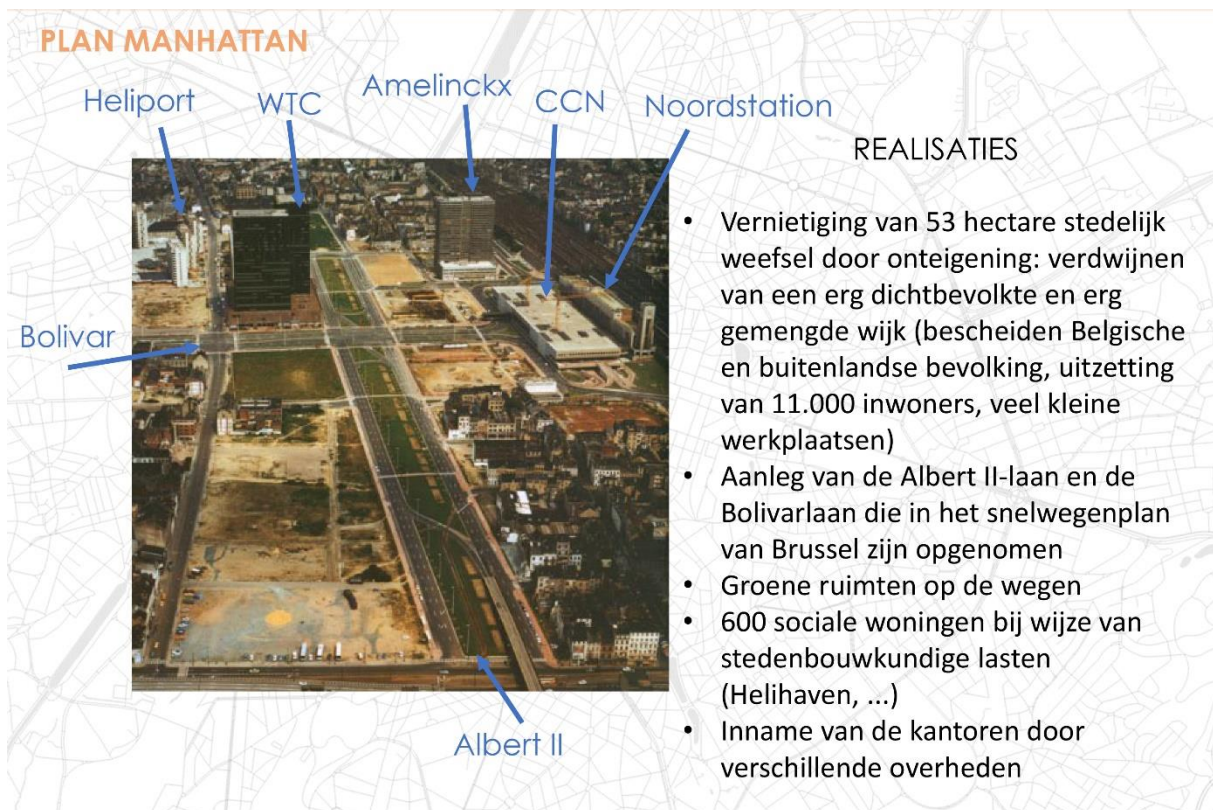 PLAN MANHATTAN
Heliport
WTC
Amelinckx
CCN
Noordstation
Bolivar
Albert II
REALISATIES
• Vernietiging van 53 hectare stedelijk
weefsel door onteigening: verdwijnen
van een erg dichtbevolkte en erg
gemengde wijk (bescheiden Belgische
en buitenlandse bevolking, uitzetting
van 11.000 inwoners, veel kleine
werkplaatsen)
• Aanleg van de Albert II-laan en de
Bolivarlaan die in het snelwegenplan
van Brussel zijn opgenomen
• Groene ruimten op de wegen
• 600 sociale woningen bij wijze van
stedenbouwkundige lasten
(Helihaven, ...)
• Inname van de kantoren door
verschillende overheden